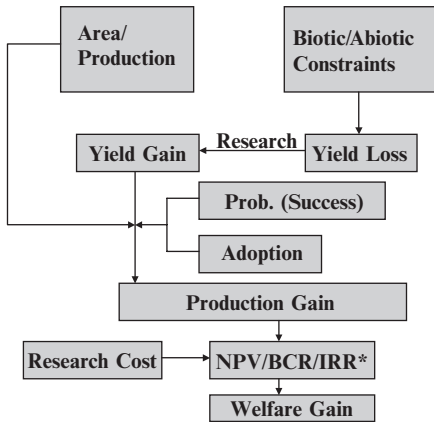 Area/
Production
Biotic/Abiotic
Constraints
Research
Yield Gain
Yield Loss
Prob. (Success)
Adoption
Production Gain
Research Cost
NPV/BCR/IRR*
Welfare Gain